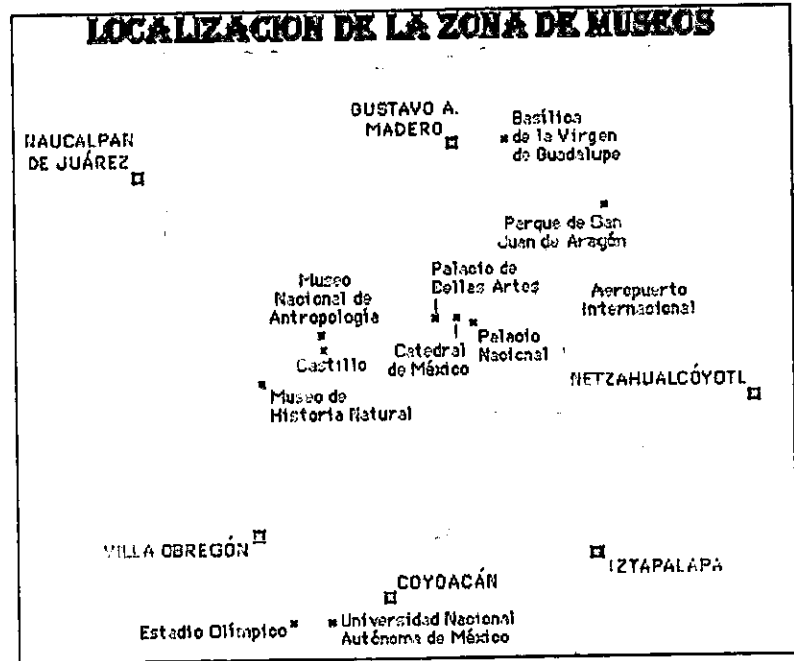 LOCALIZACION DE LA ZONA DE MUSEOS
GUSTAVO A.
MADERO
Basílica
de la Virgen
de Guadalupe
NAUCALPAN
DE JUÁREZ
Parque de San
Juan de Aragón
Museo
Nacional de
Antropología
Palacio de
Bellas Artes
Aeropuerto
Internacional
Castillo
Catedral
de México
Palacio
Nacional
NETZAHUALCÓYOTL
Museo de
Historia Natural
VILLA OBREGÓN
IZTAPALAPA
COYOACÁN
Estadio Olímpico
Universidad Nacional
Autónoma de México